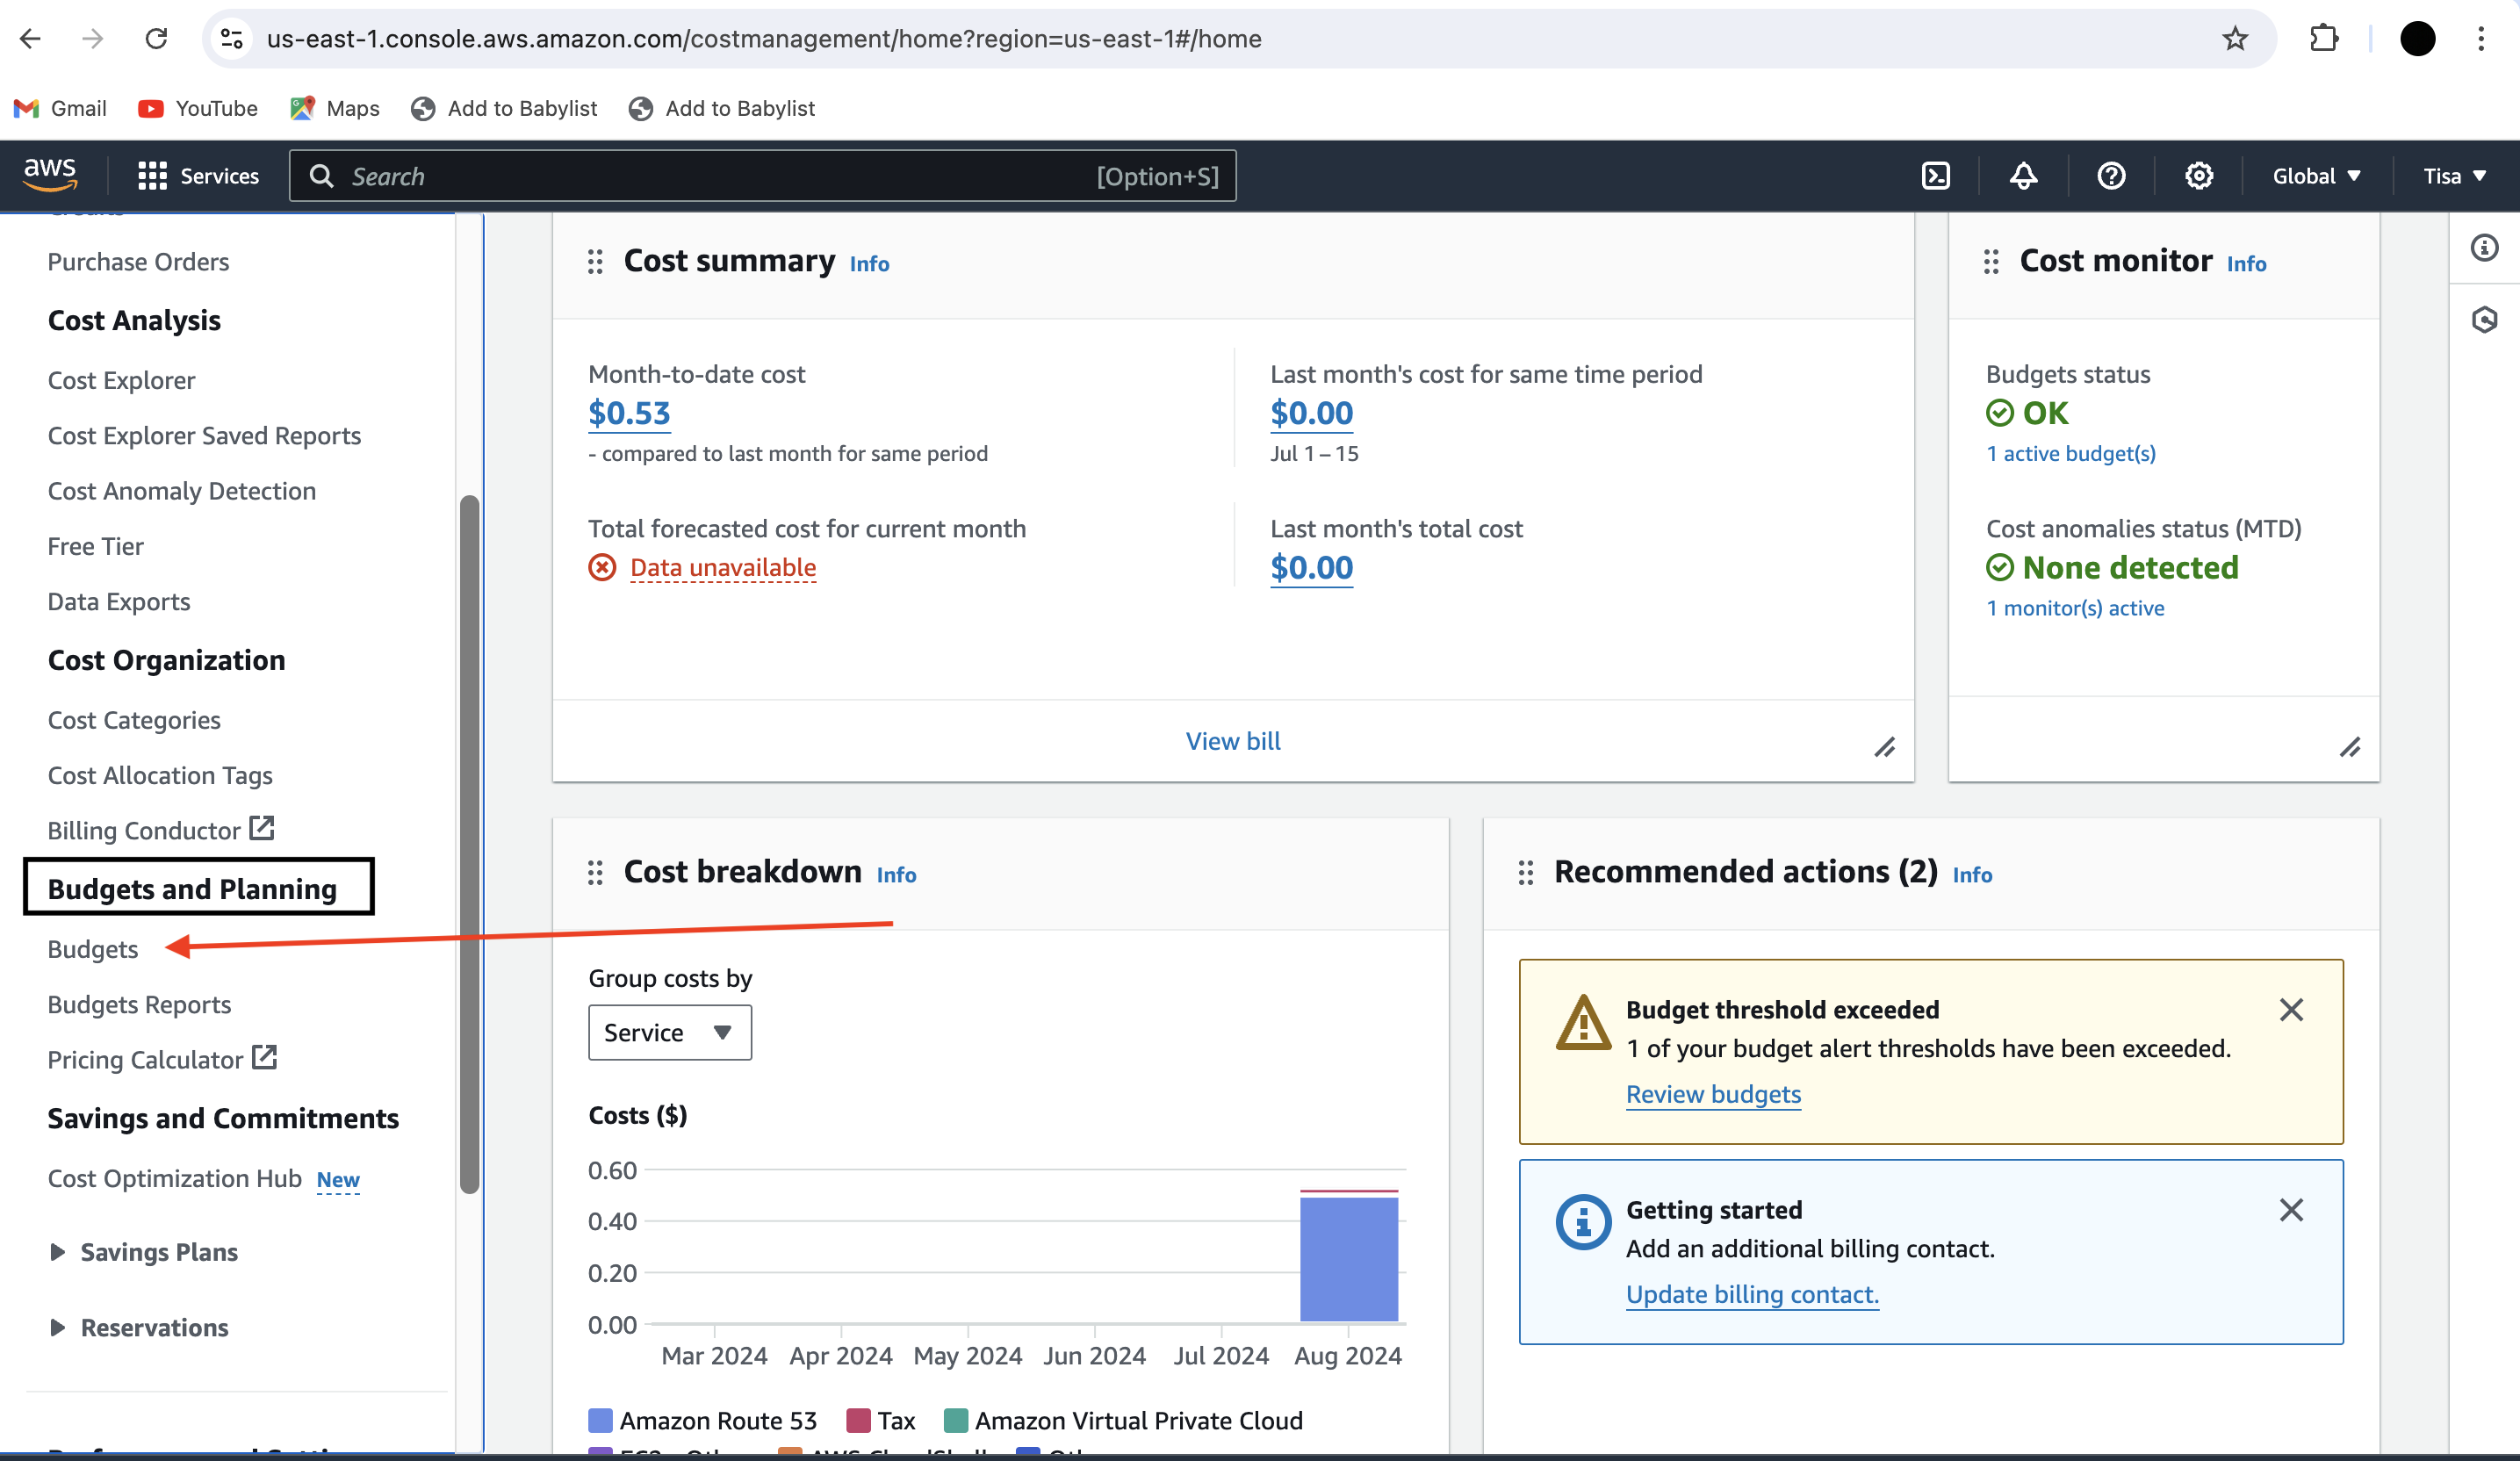 us-east-1.console.aws.amazon.com/costmanagement/home?region=us-east-1#/home
Gmail YouTube Maps Add to Babylist Add to Babylist
aws Services Search [Option+S] Global Tisa
Purchase Orders
Cost Analysis
Cost Explorer
Cost Explorer Saved Reports
Cost Anomaly Detection
Free Tier
Data Exports
Cost Organization
Cost Categories
Cost Allocation Tags
Billing Conductor
Budgets and Planning
Budgets
Budgets Reports
Pricing Calculator
Savings and Commitments
Cost Optimization Hub New
Savings Plans
Reservations
Cost summary Info
Month-to-date cost
$0.53
- compared to last month for same period
Last month's cost for same time period
$0.00
Jul 1 – 15
Total forecasted cost for current month
Data unavailable
Last month's total cost
$0.00
View bill
Cost monitor Info
Budgets status
OK
1 active budget(s)
Cost anomalies status (MTD)
None detected
1 monitor(s) active
Cost breakdown Info
Group costs by
Service
Costs ($)
0.60
0.40
0.20
0.00
Mar 2024 Apr 2024 May 2024 Jun 2024 Jul 2024 Aug 2024
Amazon Route 53 Tax Amazon Virtual Private Cloud
Recommended actions (2) Info
Budget threshold exceeded
1 of your budget alert thresholds have been exceeded.
Review budgets
Getting started
Add an additional billing contact.
Update billing contact.